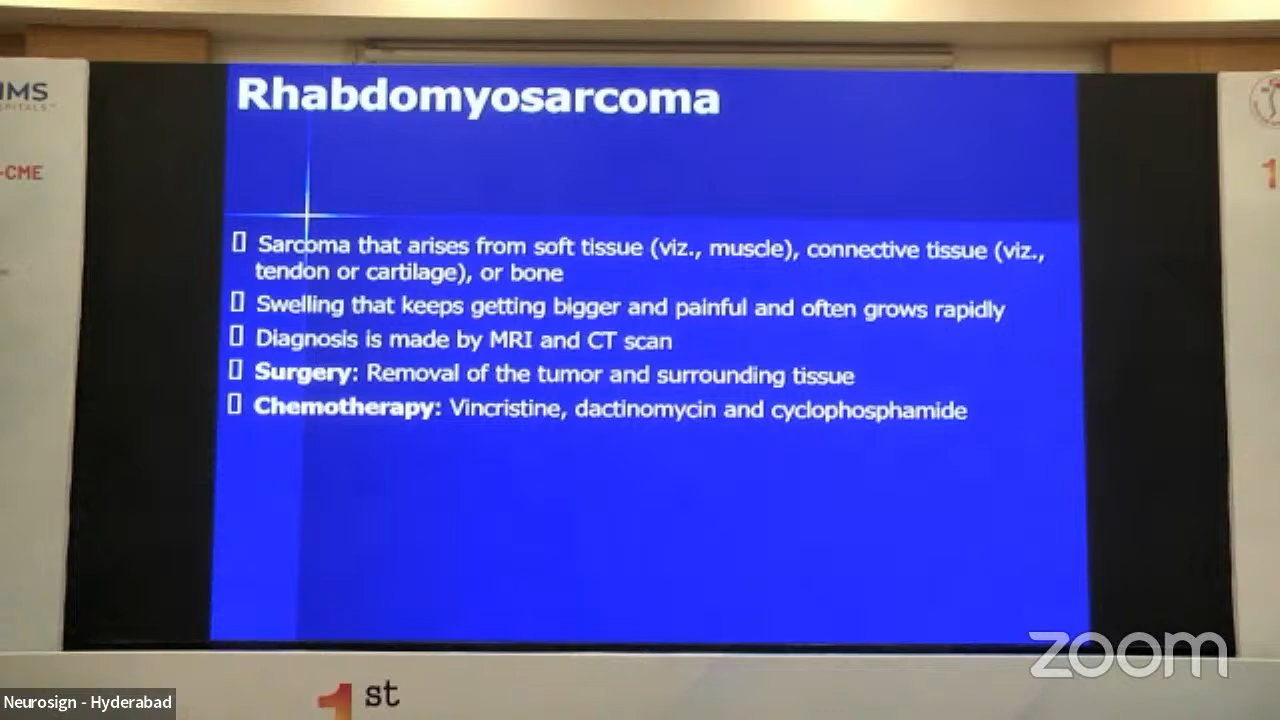 Rhabdomyosarcoma
IMS
-CME
1
Sarcoma that arises from soft tissue (viz., muscle), connective tissue (viz.,
tendon or cartilage), or bone
Swelling that keeps getting bigger and painful and often grows rapidly
Diagnosis is made by MRI and CT scan
Surgery: Removal of the tumor and surrounding tissue
Chemotherapy: Vincristine, dactinomycin and cyclophosphamide
zoom
1st
Neurosign - Hyderabad